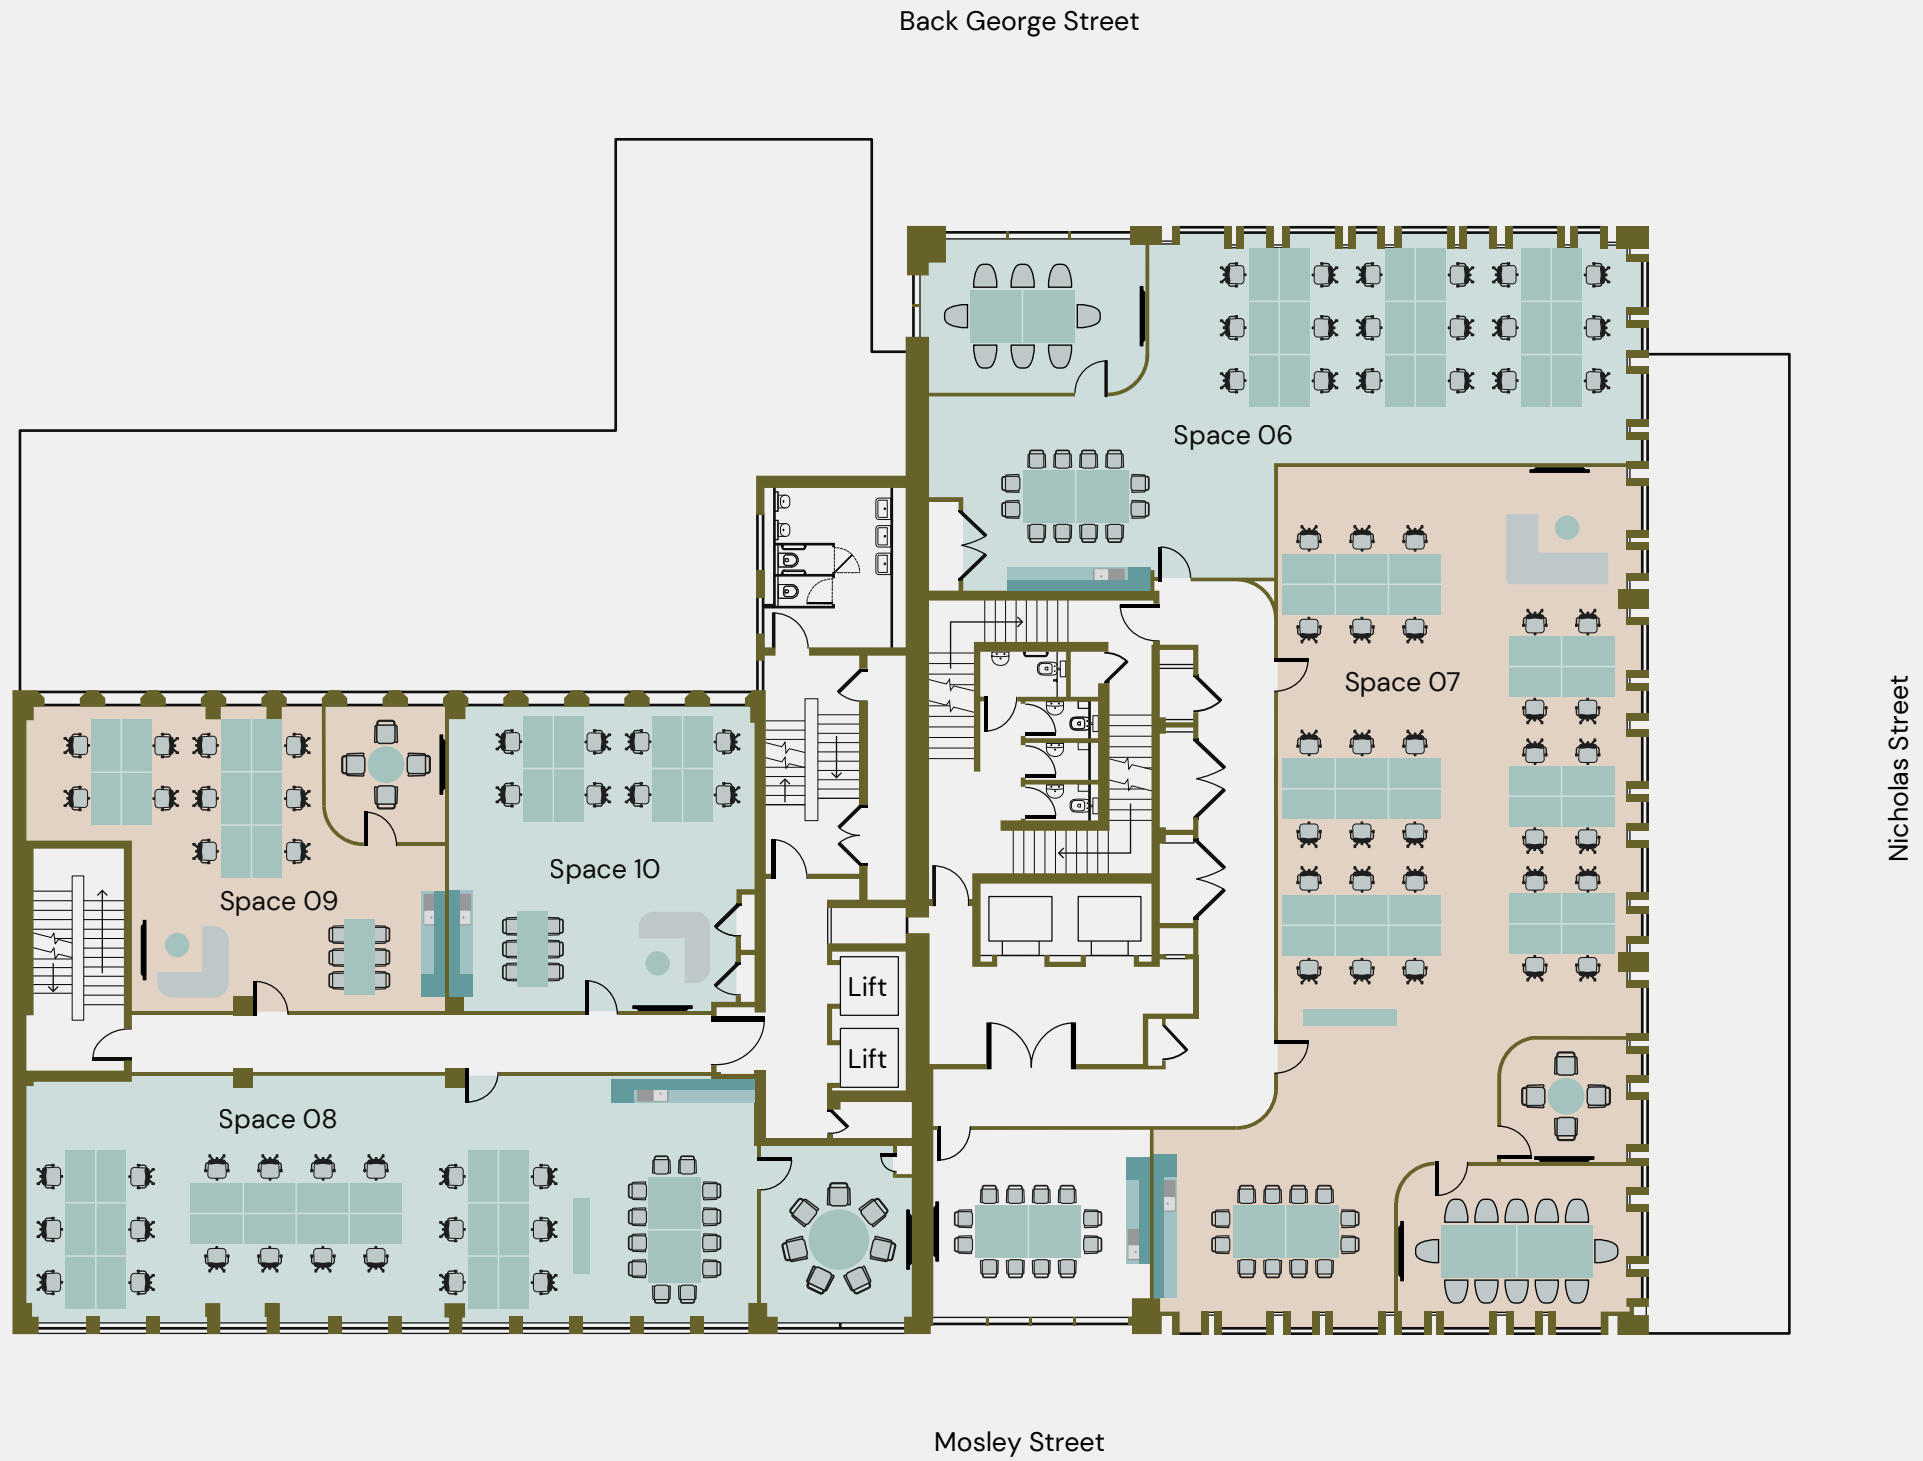 Back George Street
Space 06
Space 07
Nicholas Street
Space 10
Space 09
Lift
Lift
Space 08
Mosley Street